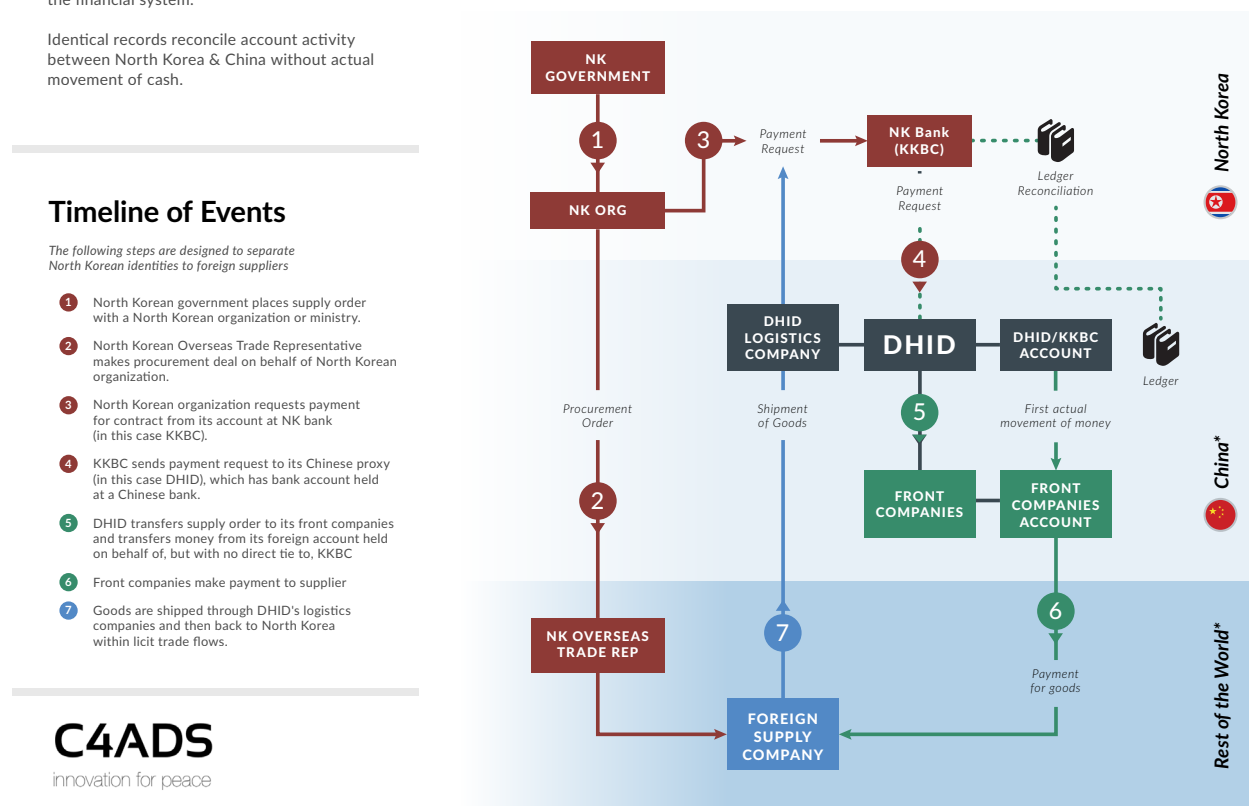 the financial system.
Identical records reconcile account activity
between North Korea & China without actual
movement of cash.
Timeline of Events
The following steps are designed to separate
North Korean identities to foreign suppliers
1 North Korean government places supply order
with a North Korean organization or ministry.
2 North Korean Overseas Trade Representative
makes procurement deal on behalf of North Korean
organization.
3 North Korean organization requests payment
for contract from its account at NK bank
(in this case KKBC).
4 KKBC sends payment request to its Chinese proxy
(in this case DHID), which has bank account held
at a Chinese bank.
5 DHID transfers supply order to its front companies
and transfers money from its foreign account held
on behalf of, but with no direct tie to, KKBC
6 Front companies make payment to supplier
7 Goods are shipped through DHID's logistics
companies and then back to North Korea
within licit trade flows.
C4ADS
innovation for peace
NK
GOVERNMENT
1
3
Payment
Request
NK Bank
(KKBC)
Ledger
Reconciliation
North Korea
NK ORG
Payment
Request
4
DHID
LOGISTICS
COMPANY
DHID
DHID/KKBC
ACCOUNT
Ledger
Procurement
Order
Shipment
of Goods
5
First actual
movement of money
China*
2
FRONT
COMPANIES
FRONT
COMPANIES
ACCOUNT
NK OVERSEAS
TRADE REP
7
6
Payment
for goods
Rest of the World*
FOREIGN
SUPPLY
COMPANY